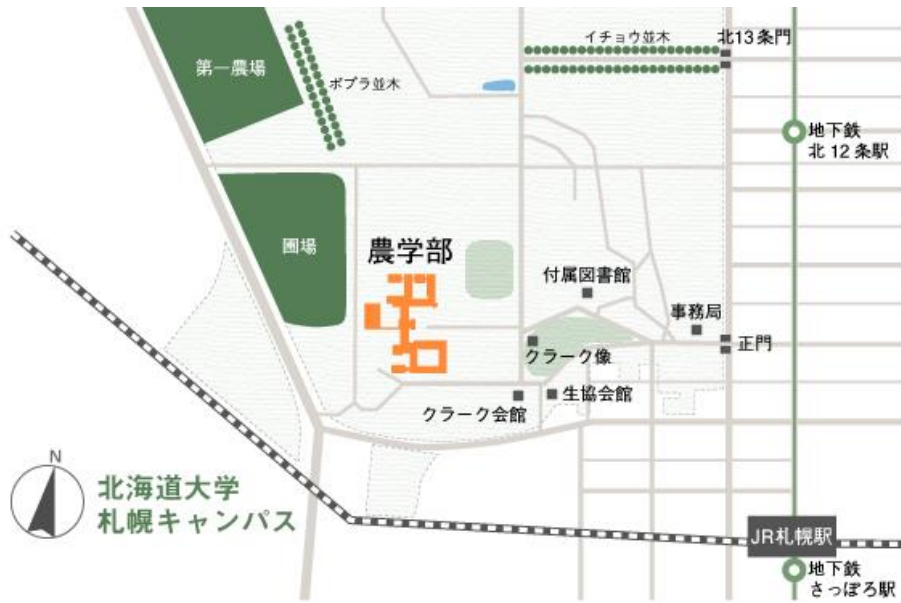 北13条門
イチョウ並木
第一農場
ポプラ並木
地下鉄
北12条駅
農学部
圃場
付属図書館
事務局
正門
クラーク像
生協会館
クラーク会館
N
北海道大学
札幌キャンパス
JR札幌駅
地下鉄
さっぽろ駅